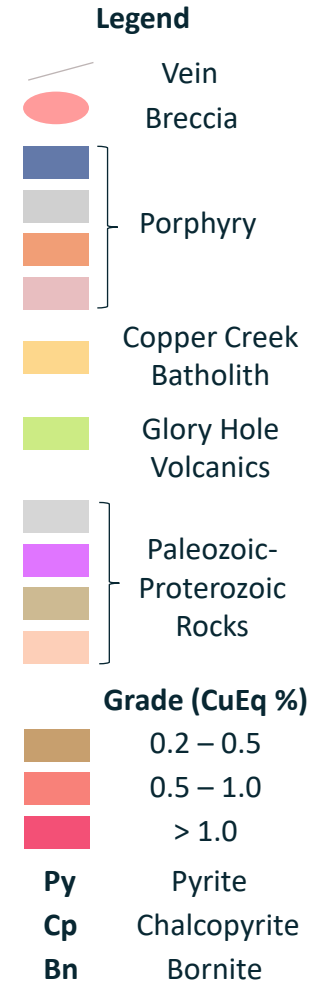 Legend
Vein
Breccia
Porphyry
Copper Creek
Batholith
Glory Hole
Volcanics
Paleozoic-
Proterozoic
Rocks
Grade (CuEq %)
0.2 – 0.5
0.5 – 1.0
> 1.0
Py Pyrite
Cp Chalcopyrite
Bn Bornite